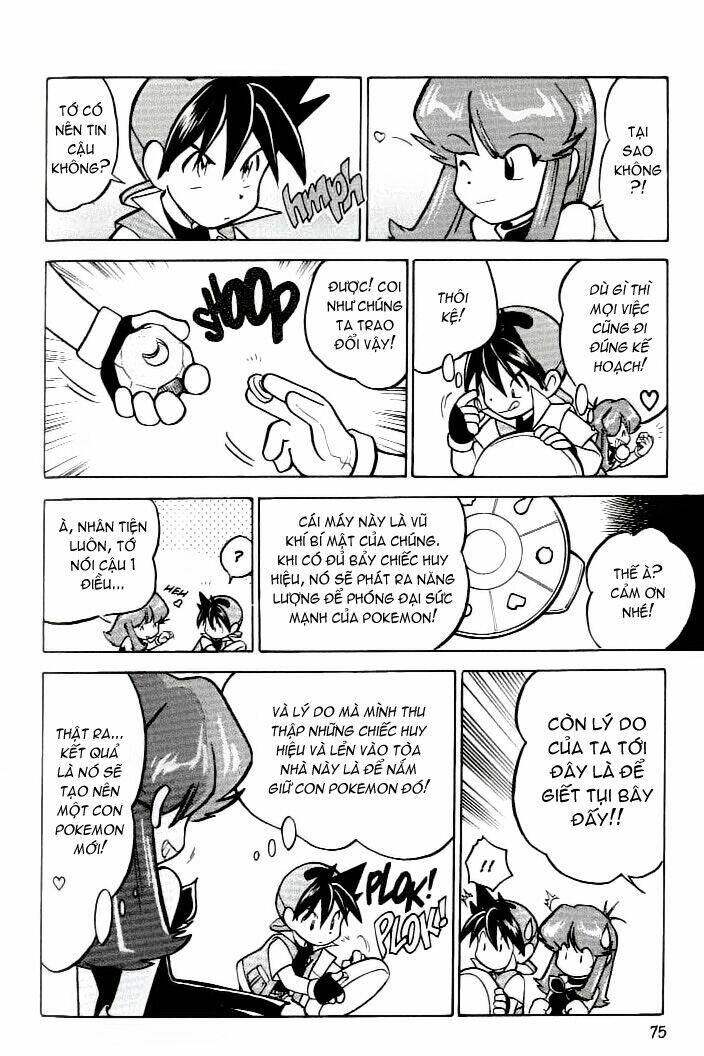 TỚ CÓ
NÊN TIN
CẬU
KHÔNG?
hmph
TẠI
SAO
KHÔNG
?!
SHOOP
ĐƯỢC! COI
NHƯ CHÚNG
TA TRAO
ĐỔI VẬY!
THÔI
KỆ!
DÙ GÌ THÌ
MỌI VIỆC
CŨNG ĐI
ĐÚNG KẾ
HOẠCH!
À, NHÂN TIỆN
LUÔN, TỚ
NÓI CẬU 1
ĐIỀU...
HEH
?
CÁI MÁY NÀY LÀ VŨ
KHÍ BÍ MẬT CỦA CHÚNG.
KHI CÓ ĐỦ BẢY CHIẾC HUY
HIỆU, NÓ SẼ PHÁT RA NĂNG
LƯỢNG ĐỂ PHÓNG ĐẠI SỨC
MẠNH CỦA POKEMON!
THẾ À?
CẢM ƠN
NHÉ!
THẬT RA...
KẾT QUẢ
LÀ NÓ SẼ
TẠO NÊN
MỘT CON
POKEMON
MỚI!
VÀ LÝ DO MÀ MÌNH THU
THẬP NHỮNG CHIẾC HUY
HIỆU VÀ LẺN VÀO TÒA
NHÀ NÀY LÀ ĐỂ NẮM
GIỮ CON POKEMON ĐÓ!
PLOK!
PLOK!
CÒN LÝ DO
CỦA TA TỚI
ĐÂY LÀ ĐỂ
GIẾT TỤI BÂY
ĐẤY!!
!!
75